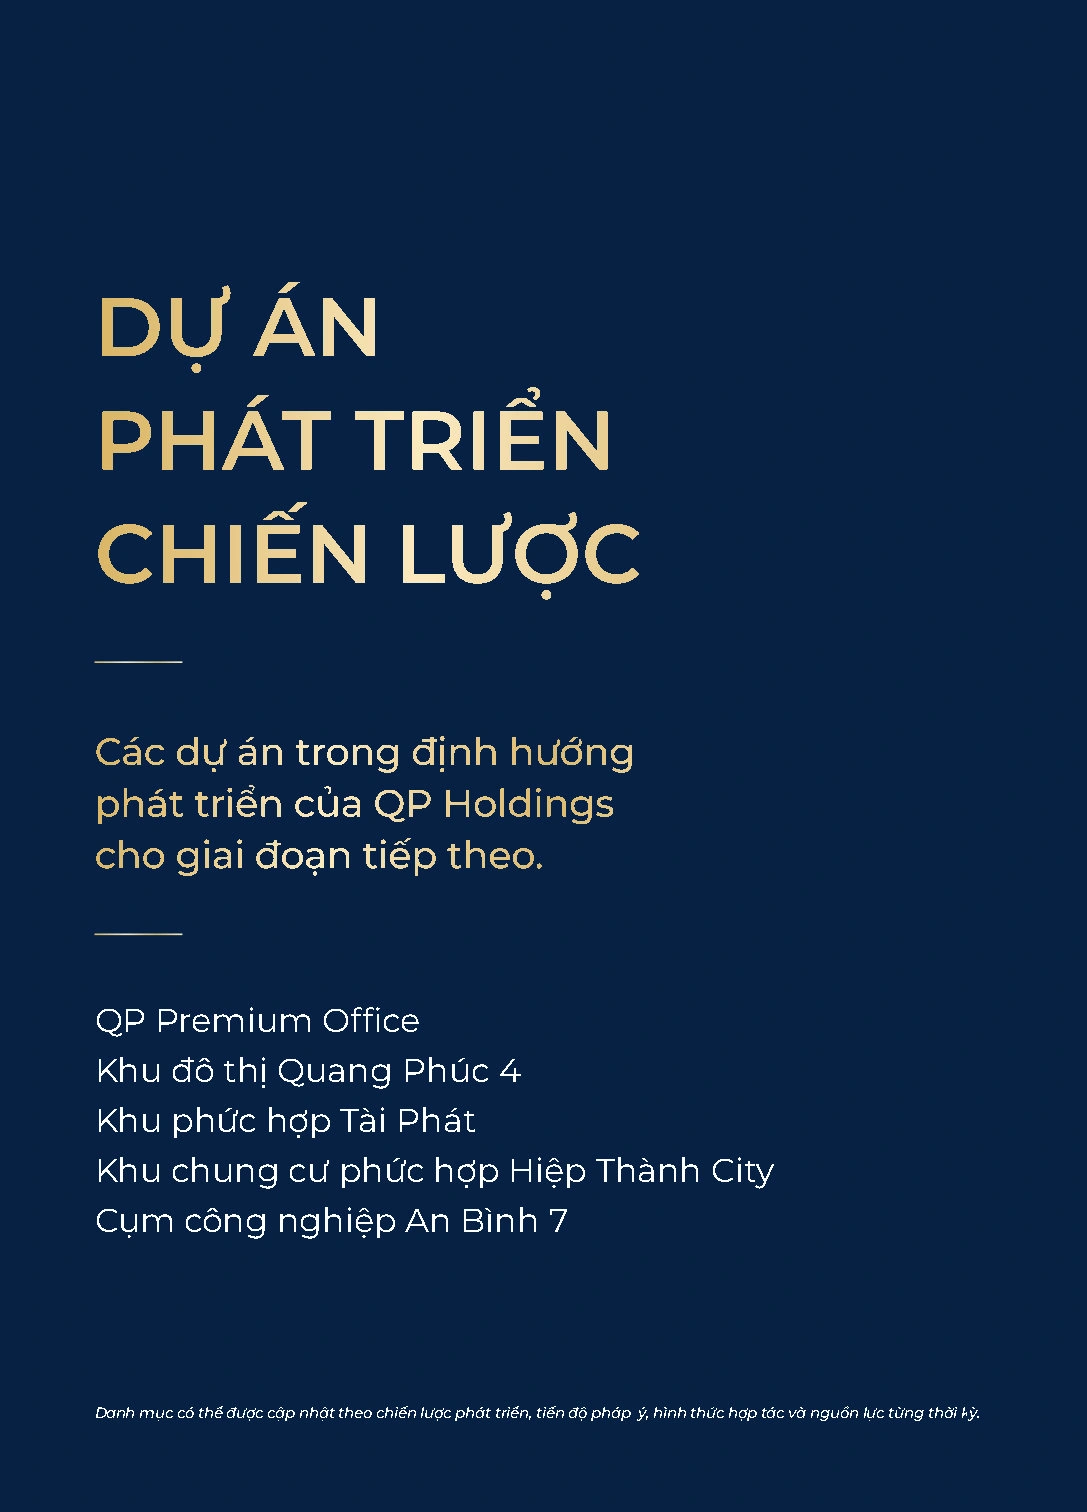 DỰ ÁN
PHÁT TRIỂN
CHIẾN LƯỢC
Các dự án trong định hướng
phát triển của QP Holdings
cho giai đoạn tiếp theo.
QP Premium Office
Khu đô thị Quang Phúc 4
Khu phức hợp Tài Phát
Khu chung cư phức hợp Hiệp Thành City
Cụm công nghiệp An Bình 7
Danh mục có thể được cập nhật theo chiến lược phát triển, tiến độ pháp ý, hình thức hợp tác và nguồn lực từng thời kỳ.